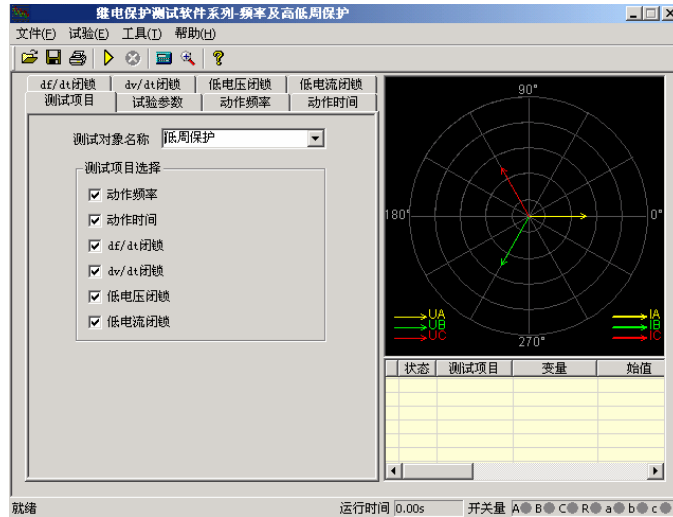 继电保护测试软件系列-频率及高低周保护
文件(F) 试验(E) 工具(T) 帮助(H)
df/dt闭锁 dv/dt闭锁 低电压闭锁 低电流闭锁
测试项目 试验参数 动作频率 动作时间
测试对象名称 低周保护
测试项目选择
动作频率
动作时间
df/dt闭锁
dv/dt闭锁
低电压闭锁
低电流闭锁
90°
180° 0°
270°
UA IA
UB IB
UC IC
状态 测试项目 变量 始值
就绪 运行时间 0.00s 开关量 A B C R a b c